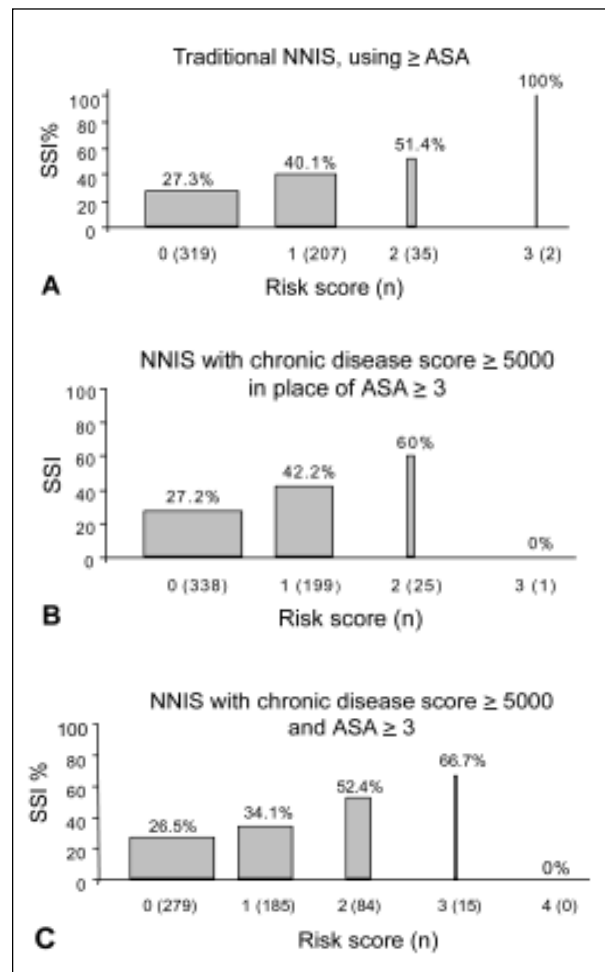 Traditional NNIS, using ≥ ASA
SSI%
100
80
60
40
20
0
27.3%
40.1%
51.4%
100%
0 (319) 1 (207) 2 (35) 3 (2)
A
Risk score (n)
NNIS with chronic disease score ≥ 5000
in place of ASA ≥ 3
SSI
100
80
60
40
20
0
27.2%
42.2%
60%
0%
0 (338) 1 (199) 2 (25) 3 (1)
B
Risk score (n)
NNIS with chronic disease score ≥ 5000
and ASA ≥ 3
SSI %
100
80
60
40
20
0
26.5%
34.1%
52.4%
66.7%
0%
0 (279) 1 (185) 2 (84) 3 (15) 4 (0)
C
Risk score (n)